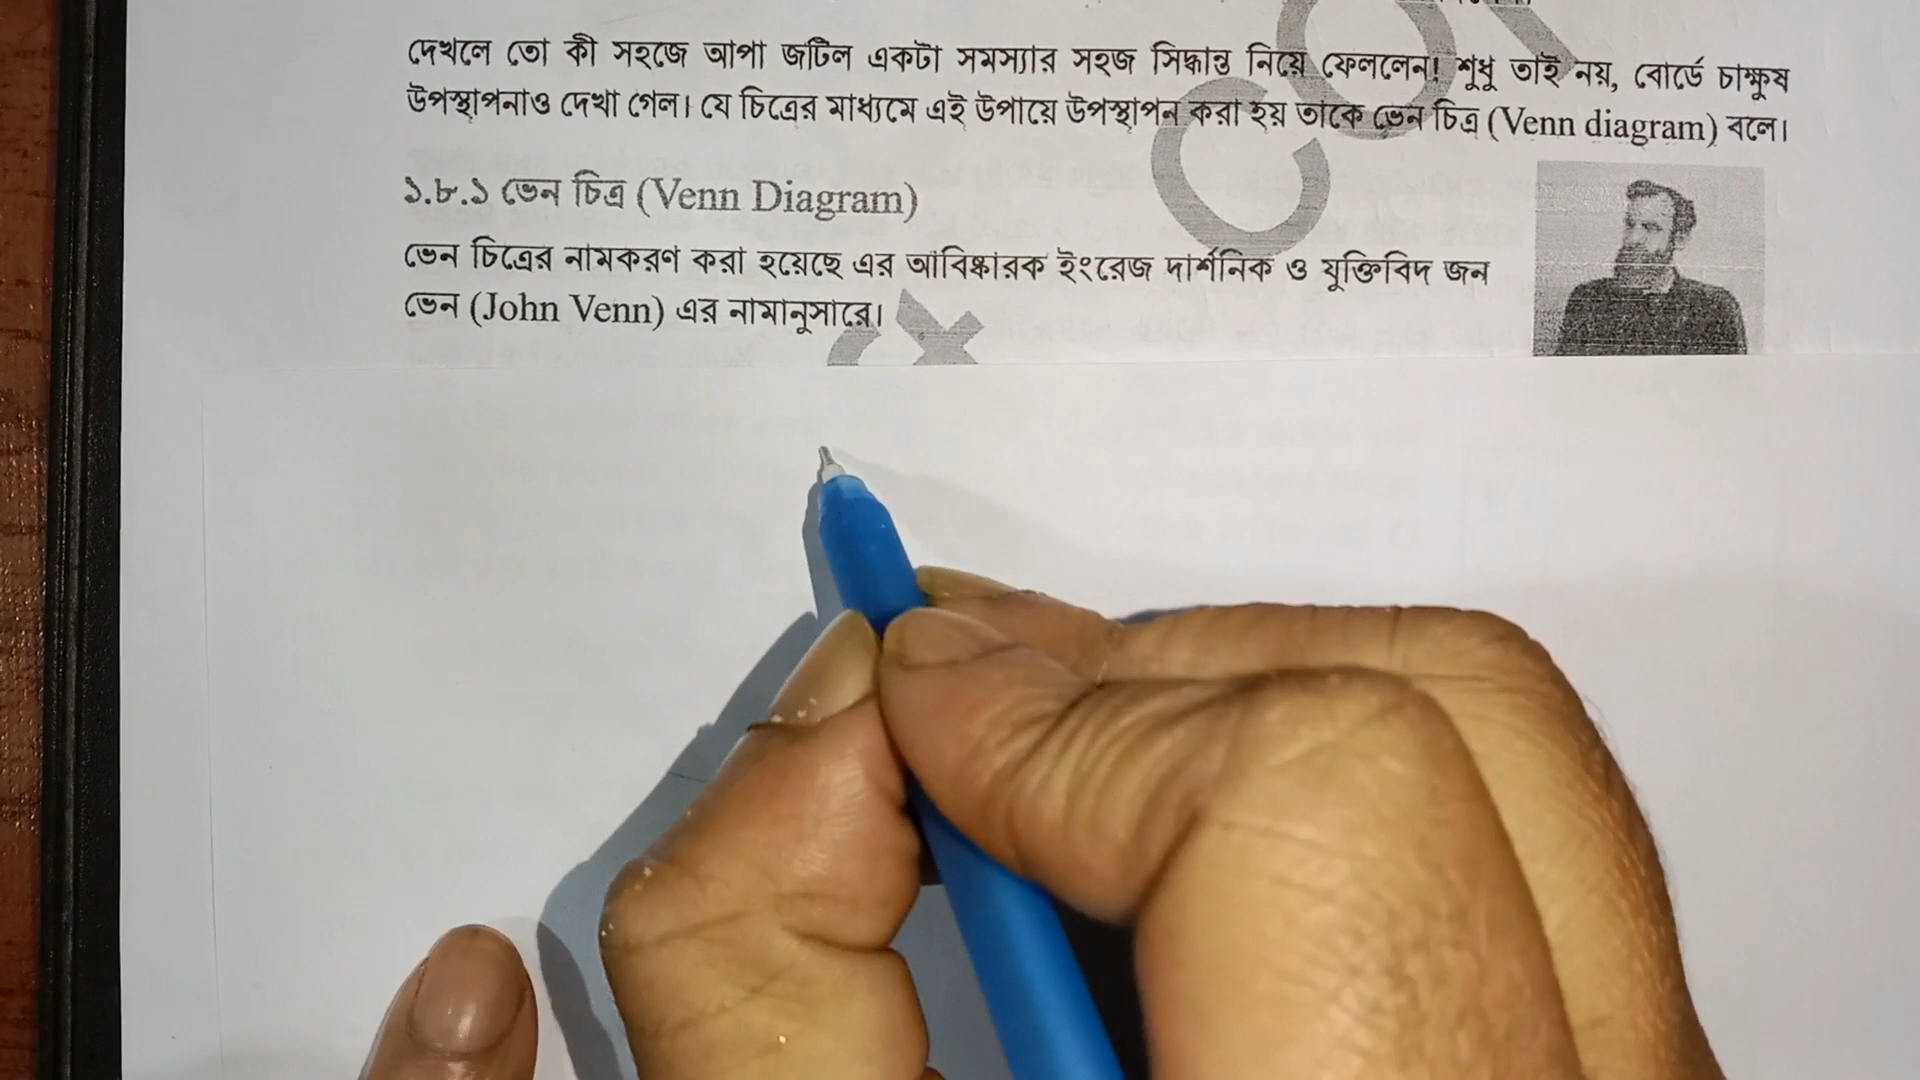 দেখলে তো কী সহজে আপা জটিল একটা সমস্যার সহজ সিদ্ধান্ত নিয়ে ফেললেন! শুধু তাই নয়, বোর্ডে চাক্ষুষ
উপস্থাপনাও দেখা গেল। যে চিত্রের মাধ্যমে এই উপায়ে উপস্থাপন করা হয় তাকে ভেন চিত্র (Venn diagram) বলে।
১.৮.১ ভেন চিত্র (Venn Diagram)
ভেন চিত্রের নামকরণ করা হয়েছে এর আবিষ্কারক ইংরেজ দার্শনিক ও যুক্তিবিদ জন
ভেন (John Venn) এর নামানুসারে।